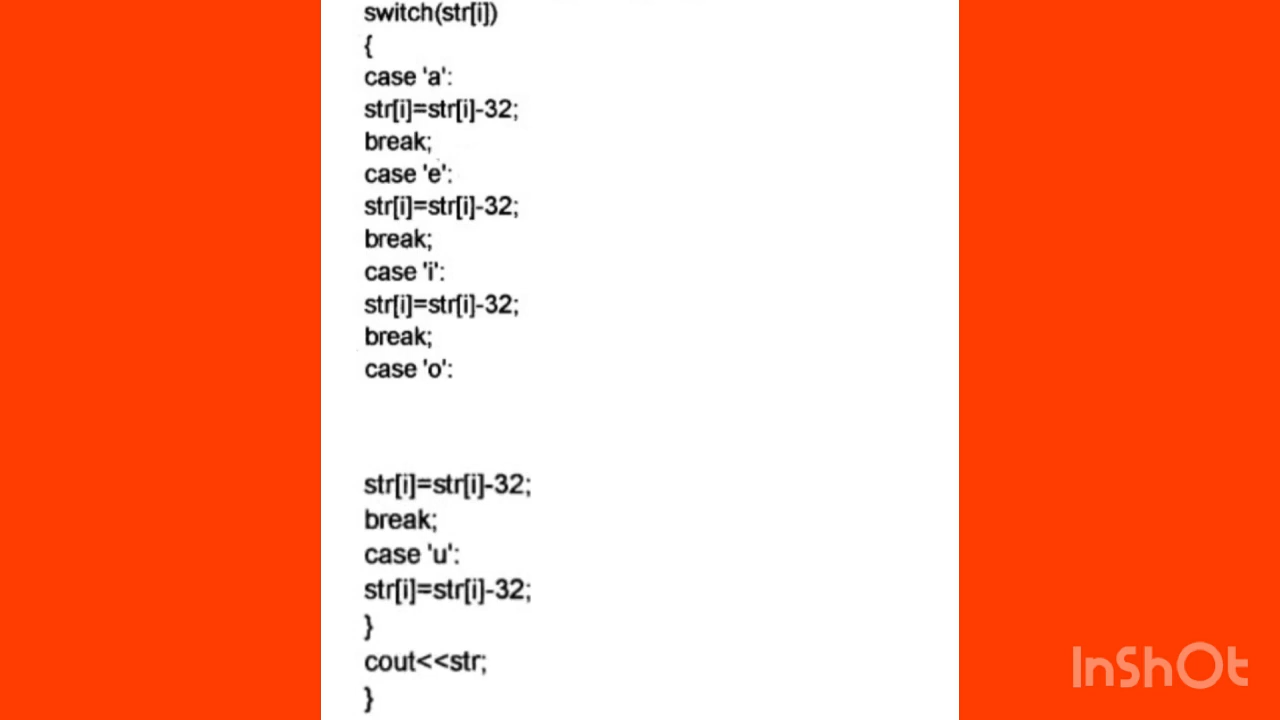 switch(str[i])
{
case 'a':
str[i]=str[i]-32;
break;
case 'e':
str[i]=str[i]-32;
break;
case 'i':
str[i]=str[i]-32;
break;
case 'o':
str[i]=str[i]-32;
break;
case 'u':
str[i]=str[i]-32;
}
cout<<str;
}
InShOt